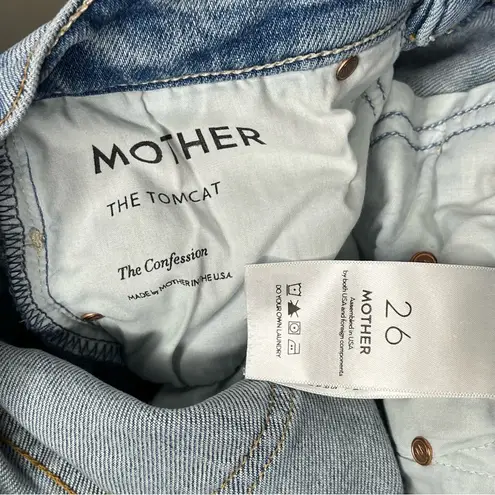 MOTHER
THE TOMCAT
The Confession
MADE by MOTHER IN THE U.S.A.
26
MOTHER
Assembled in USA
by both USA and foreign components
DO YOUR OWN LAUNDRY